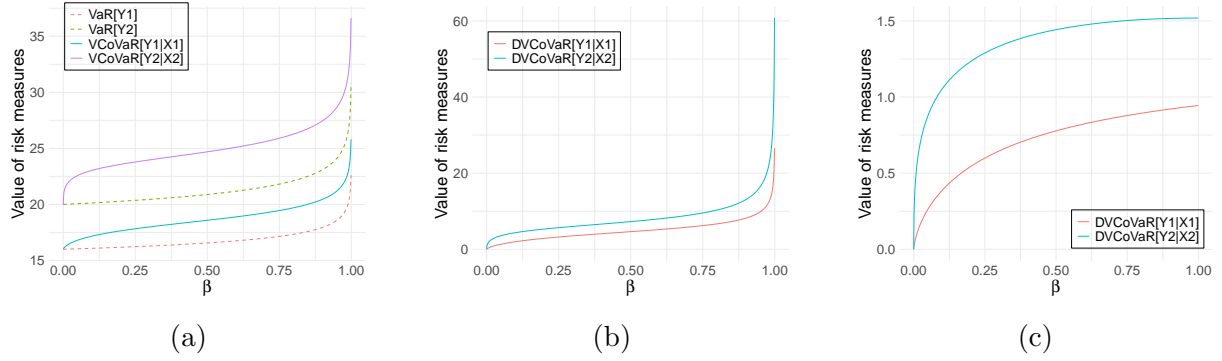 Value of risk measures
35
30
25
20
15
VaR[Y1]
VaR[Y2]
VCoVaR[Y1|X1]
VCoVaR[Y2|X2]
0.00 0.25 0.50 0.75 1.00
β
(a)
Value of risk measures
60
40
20
0
DVCoVaR[Y1|X1]
DVCoVaR[Y2|X2]
0.00 0.25 0.50 0.75 1.00
β
(b)
Value of risk measures
1.5
1.0
0.5
0.0
DVCoVaR[Y1|X1]
DVCoVaR[Y2|X2]
0.00 0.25 0.50 0.75 1.00
β
(c)